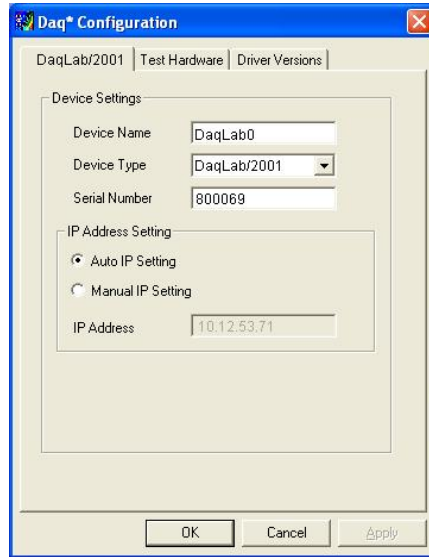 Daq* Configuration
DaqLab/2001 Test Hardware Driver Versions
Device Settings
Device Name DaqLab0
Device Type DaqLab/2001
Serial Number 800069
IP Address Setting
Auto IP Setting
Manual IP Setting
IP Address 10.12.53.71
OK Cancel Apply